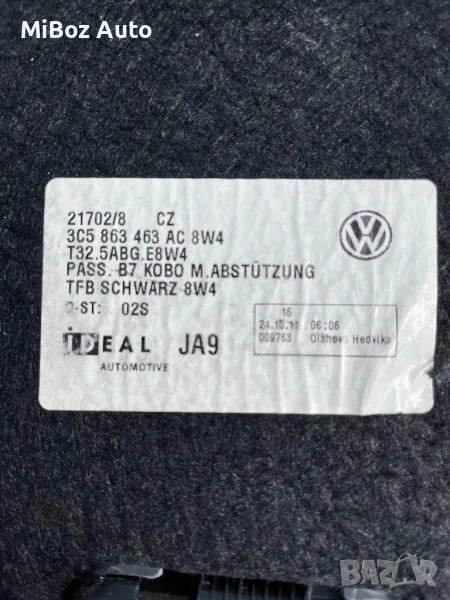 MiBoz Auto
21702/8 CZ
3C5 863 463 AC 8W4
T32.5ABG.E8W4
PASS. B7 KOBO M.ABSTÜTZUNG
TFB SCHWARZ 8W4
Q-ST: 02S
16
24.10.11 06:06
009763 Olahova Hedvika
IDEAL JA9
AUTOMOTIVE
BAZAR